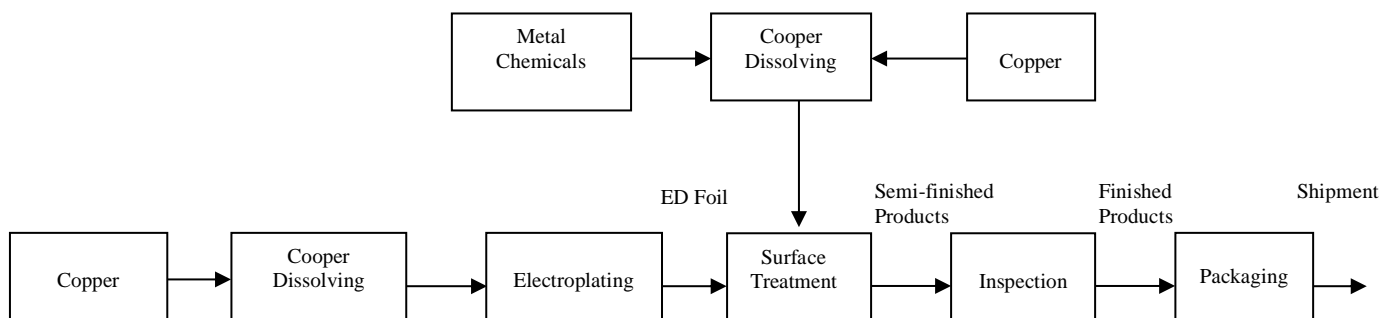 Metal
Chemicals
Cooper
Dissolving
Copper
ED Foil
Semi-finished
Products
Finished
Products
Shipment
Copper
Cooper
Dissolving
Electroplating
Surface
Treatment
Inspection
Packaging